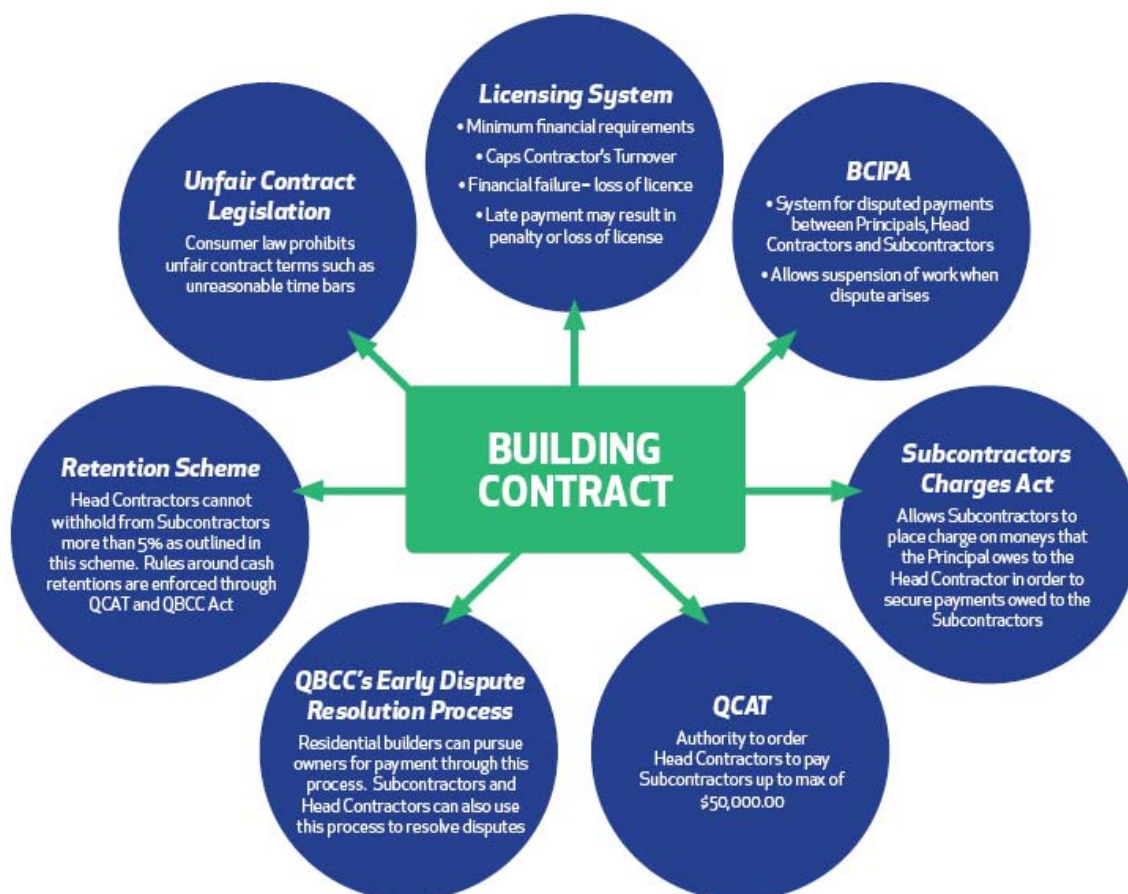 Licensing System
• Minimum financial requirements
• Caps Contractor's Turnover
• Financial failure – loss of licence
• Late payment may result in
penalty or loss of license
Unfair Contract
Legislation
Consumer law prohibits
unfair contract terms such as
unreasonable time bars
BCIPA
• System for disputed payments
between Principals, Head
Contractors and Subcontractors
• Allows suspension of work when
dispute arises
BUILDING
CONTRACT
Retention Scheme
Head Contractors cannot
withhold from Subcontractors
more than 5% as outlined in
this scheme. Rules around cash
retentions are enforced through
QCAT and QBCC Act
Subcontractors
Charges Act
Allows Subcontractors to
place charge on moneys that
the Principal owes to the
Head Contractor in order to
secure payments owed to the
Subcontractors
QBCC's Early Dispute
Resolution Process
Residential builders can pursue
owners for payment through this
process. Subcontractors and
Head Contractors can also use
this process to resolve disputes
QCAT
Authority to order
Head Contractors to pay
Subcontractors up to max of
$50,000.00